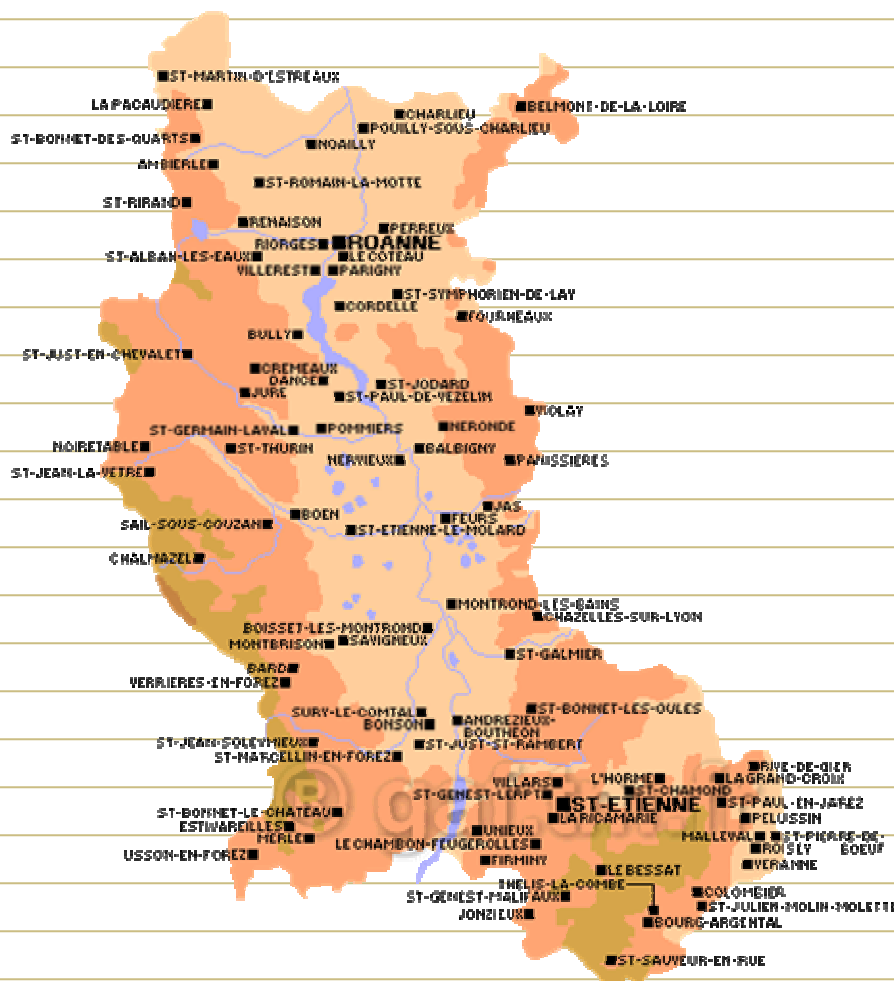 ST-MARTIN-D'ESTREAUX
LA PACAUDIERE
BELMONT-DE-LA-LOIRE
CHARLIEU
POUILLY-SOUS-CHARLIEU
ST-BONNET-DES-QUARTS
NOAILLY
AMBIERLE
ST-ROMAIN-LA-MOTTE
ST-RIRAND
RENAISON
PERREUX
RIORGES
ROANNE
ST-ALBAN-LES-EAUX
LE COTEAU
VILLEREST
PARIGNY
ST-SYMPHORIEN-DE-LAY
CORDELLE
FOURNEAUX
BULLY
ST-JUST-EN-CHEVALET
CREMEAUX
DANCE
ST-JODARD
JURE
ST-PAUL-DE-VEZELIN
VIOLAY
ST-GERMAIN-LAVAL
POMMIERS
NERONDE
NOIRETABLE
ST-THURIN
BALBIGNY
NERVIEUX
PANISSIERES
ST-JEAN-LA-VETRE
JAS
BOEN
FEURS
SAIL-SOUS-COUZAN
ST-ETIENNE-LE-MOLARD
CHALMAZEL
MONTROND-LES-BAINS
CHAZELLES-SUR-LYON
BOISSET-LES-MONTROND
MONTBRISON
SAVIGNEUX
ST-GALMIER
BARD
VERRIERES-EN-FOREZ
SURY-LE-COMTAL
ST-BONNET-LES-OULES
BONSON
ANDREZIEUX-
BOUTHEON
ST-JEAN-SOLEYMIEUX
ST-JUST-ST-RAMBERT
ST-MARCELLIN-EN-FOREZ
RIVE-DE-GIER
VILLARS
L'HORME
LA GRAND-CROIX
ST-GENEST-LERPT
ST-CHAMOND
ST-ETIENNE
ST-PAUL-EN-JAREZ
ST-BONNET-LE-CHATEAU
LA RICAMARIE
PELUSSIN
ESTIVAREILLES
UNIEUX
MALLEVAL
ST-PIERRE-DE-
BOEUF
MERLE
LE CHAMBON-FEUGEROLLES
ROISEY
USSON-EN-FOREZ
FIRMINY
VERANNE
LE BESSAT
THELIS-LA-COMBE
ST-GENEST-MALIFAUX
COLOMBIER
ST-JULIEN-MOLIN-MOLETTE
JONZIEUX
BOURG-ARGENTAL
ST-SAUVEUR-EN-RUE